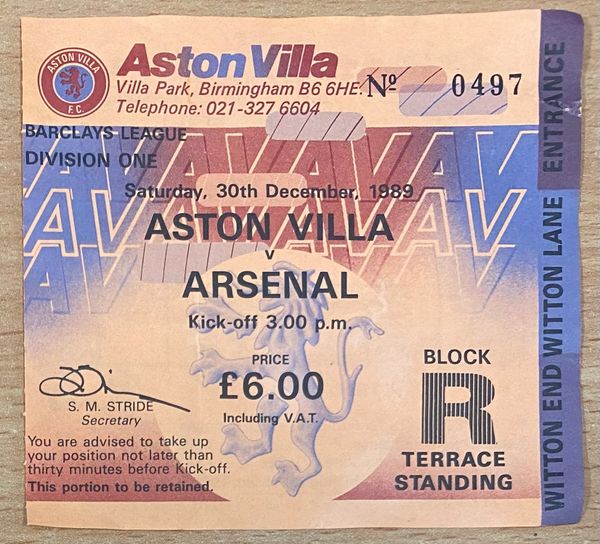 ASTON VILLA
F.C.
Aston Villa
Villa Park, Birmingham B6 6HE.
Telephone: 021-327 6604
Nº 0497
BARCLAYS LEAGUE
DIVISION ONE
Saturday, 30th December, 1989
ASTON VILLA
v
ARSENAL
Kick-off 3.00 p.m.
PRICE
£6.00
Including V.A.T.
S. M. STRIDE
Secretary
You are advised to take up
your position not later than
thirty minutes before Kick-off.
This portion to be retained.
BLOCK
R
TERRACE
STANDING
WITTON END WITTON LANE ENTRANCE